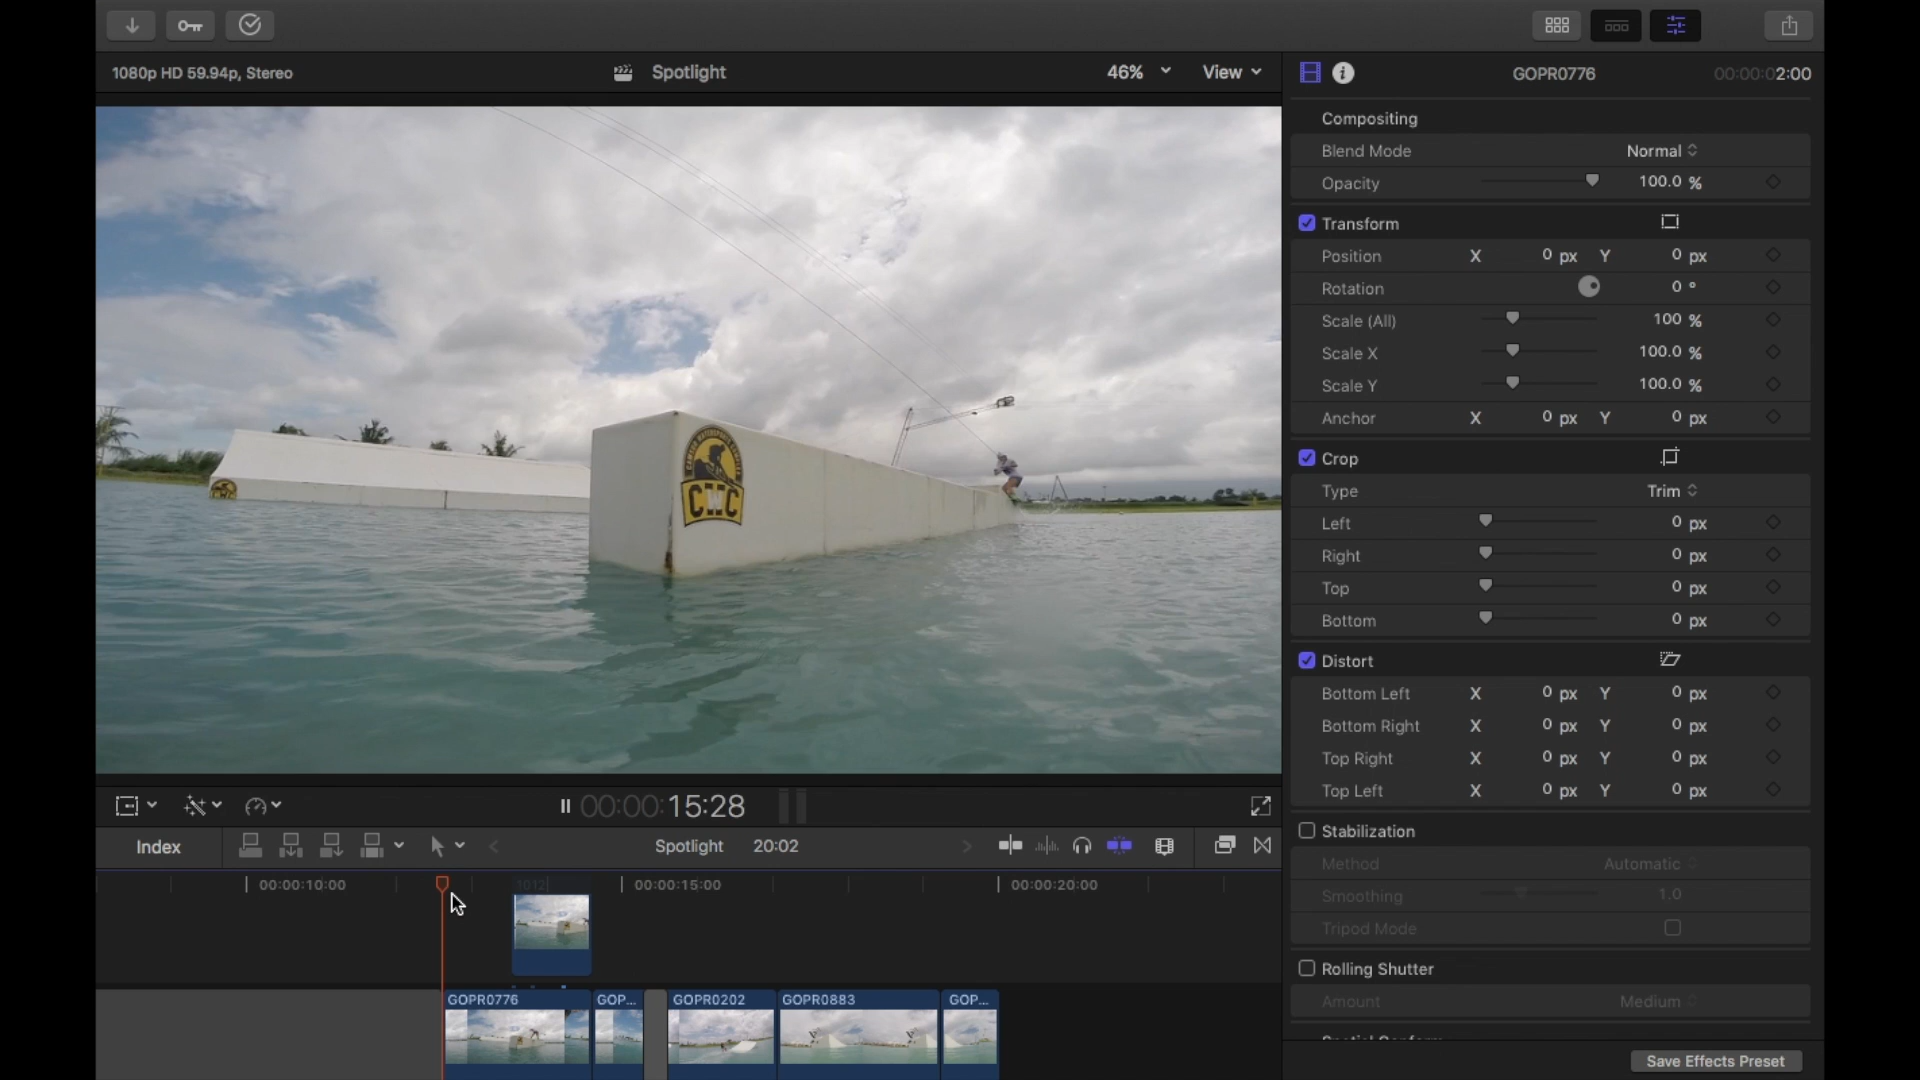 1080p HD 59.94p, Stereo
Spotlight
46%
View
GOPR0776
00:00:02:00
Compositing
Blend Mode Normal
Opacity 100.0 %
Transform
Position X 0 px Y 0 px
Rotation 0 °
Scale (All) 100 %
Scale X 100.0 %
Scale Y 100.0 %
Anchor X 0 px Y 0 px
Crop
Type Trim
Left 0 px
Right 0 px
Top 0 px
Bottom 0 px
Distort
Bottom Left X 0 px Y 0 px
Bottom Right X 0 px Y 0 px
Top Right X 0 px Y 0 px
Top Left X 0 px Y 0 px
Stabilization
Method Automatic
Smoothing 1.0
Tripod Mode
Rolling Shutter
Amount Medium
Spatial Conform
Save Effects Preset
CWC
00:00:15:28
Index
Spotlight 20:02
00:00:10:00
1012
00:00:15:00
00:00:20:00
GOPR0776
GOP...
GOPR0202
GOPR0883
GOP...